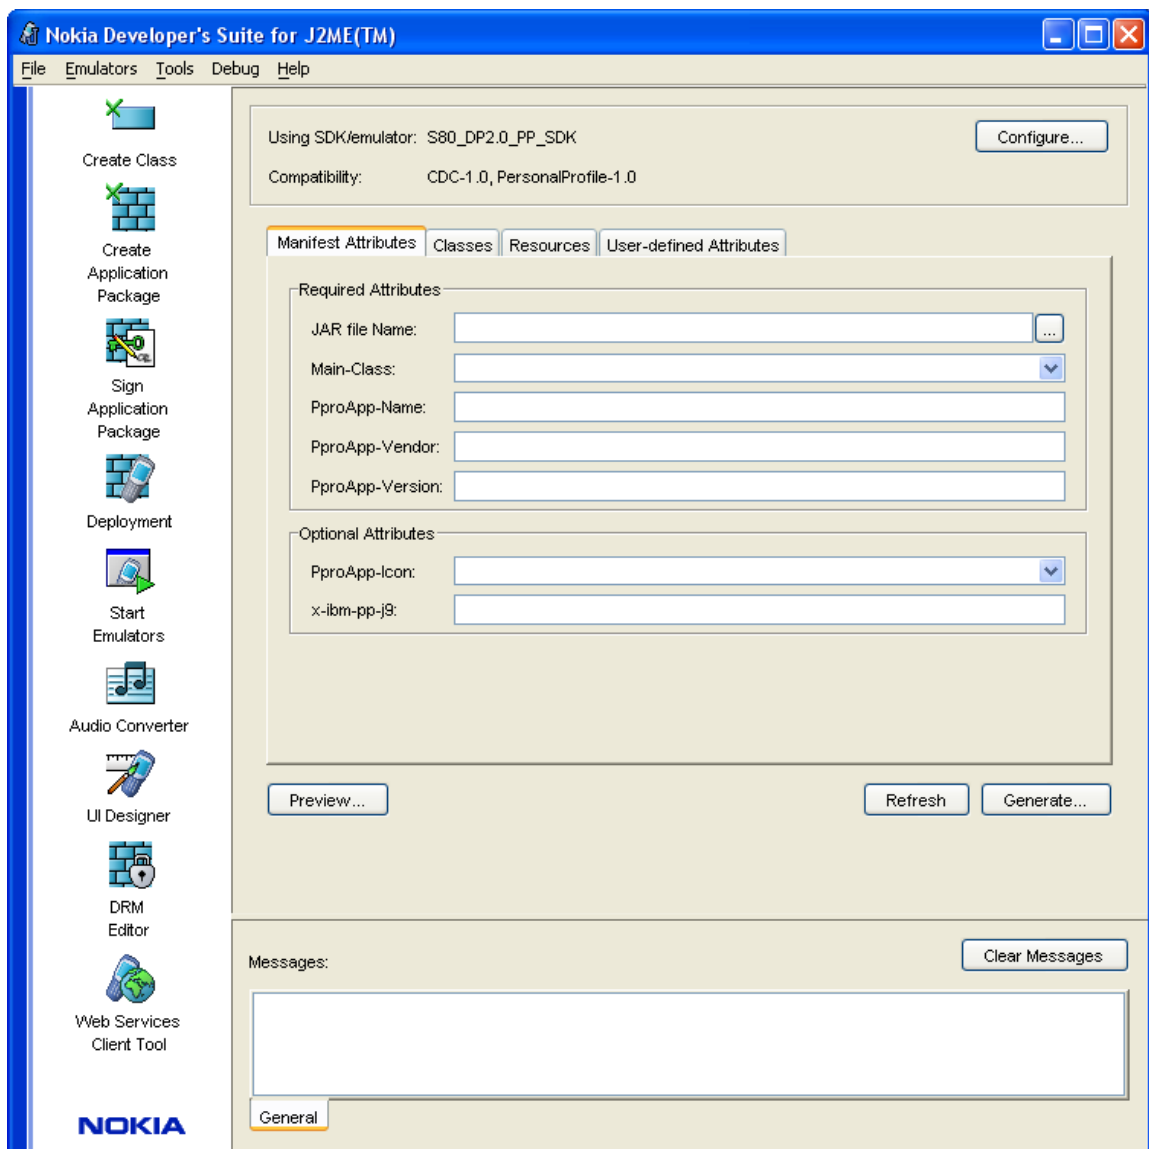 Nokia Developer's Suite for J2ME(TM)
File Emulators Tools Debug Help
Create Class
Create
Application
Package
Sign
Application
Package
Deployment
Start
Emulators
Audio Converter
UI Designer
DRM
Editor
Web Services
Client Tool
NOKIA
Using SDK/emulator: S80_DP2.0_PP_SDK
Configure...
Compatibility: CDC-1.0, PersonalProfile-1.0
Manifest Attributes Classes Resources User-defined Attributes
Required Attributes
JAR file Name:
...
Main-Class:
PproApp-Name:
PproApp-Vendor:
PproApp-Version:
Optional Attributes
PproApp-Icon:
x-ibm-pp-j9:
Preview... Refresh Generate...
Messages:
Clear Messages
General